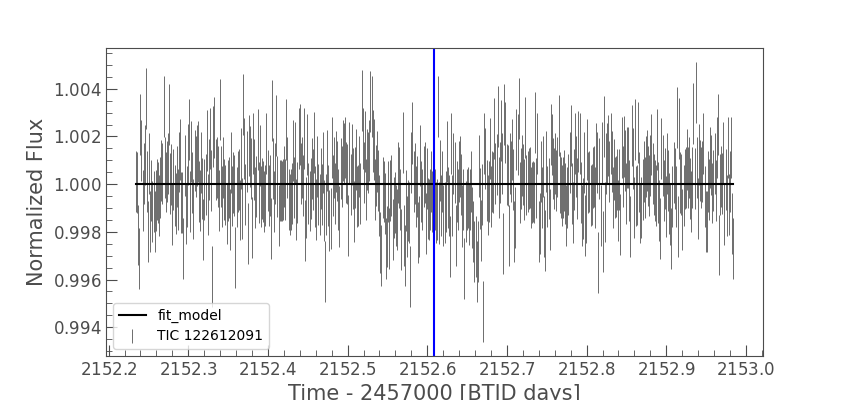 1.004
1.002
1.000
0.998
0.996
0.994
Normalized Flux
fit_model
TIC 122612091
2152.2 2152.3 2152.4 2152.5 2152.6 2152.7 2152.8 2152.9 2153.0
Time - 2457000 [BTJD days]